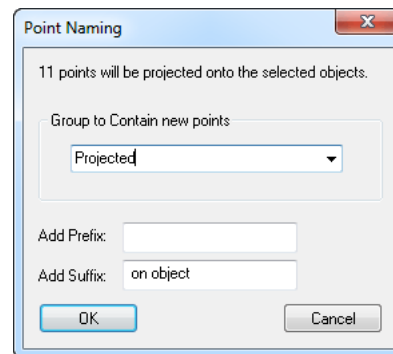 Point Naming
11 points will be projected onto the selected objects.
Group to Contain new points
Projected
Add Prefix:
Add Suffix: on object
OK Cancel